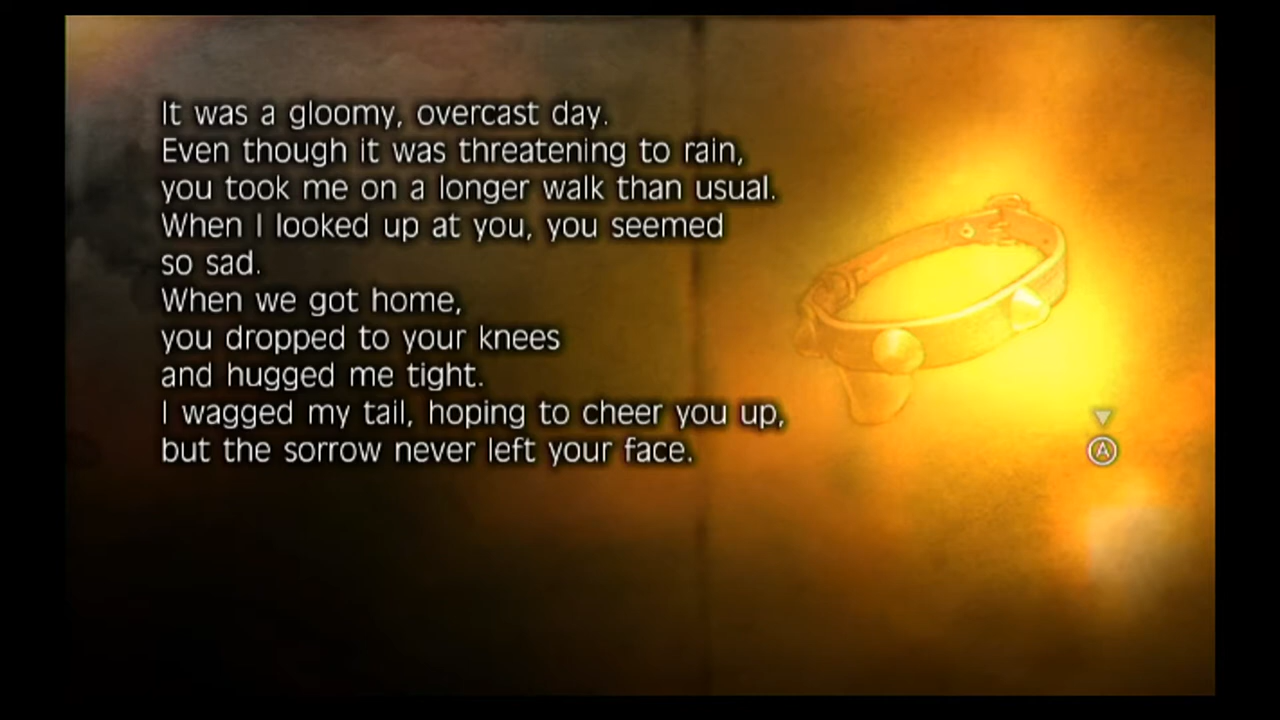 It was a gloomy, overcast day.
Even though it was threatening to rain,
you took me on a longer walk than usual.
When I looked up at you, you seemed
so sad.
When we got home,
you dropped to your knees
and hugged me tight.
I wagged my tail, hoping to cheer you up,
but the sorrow never left your face.
A